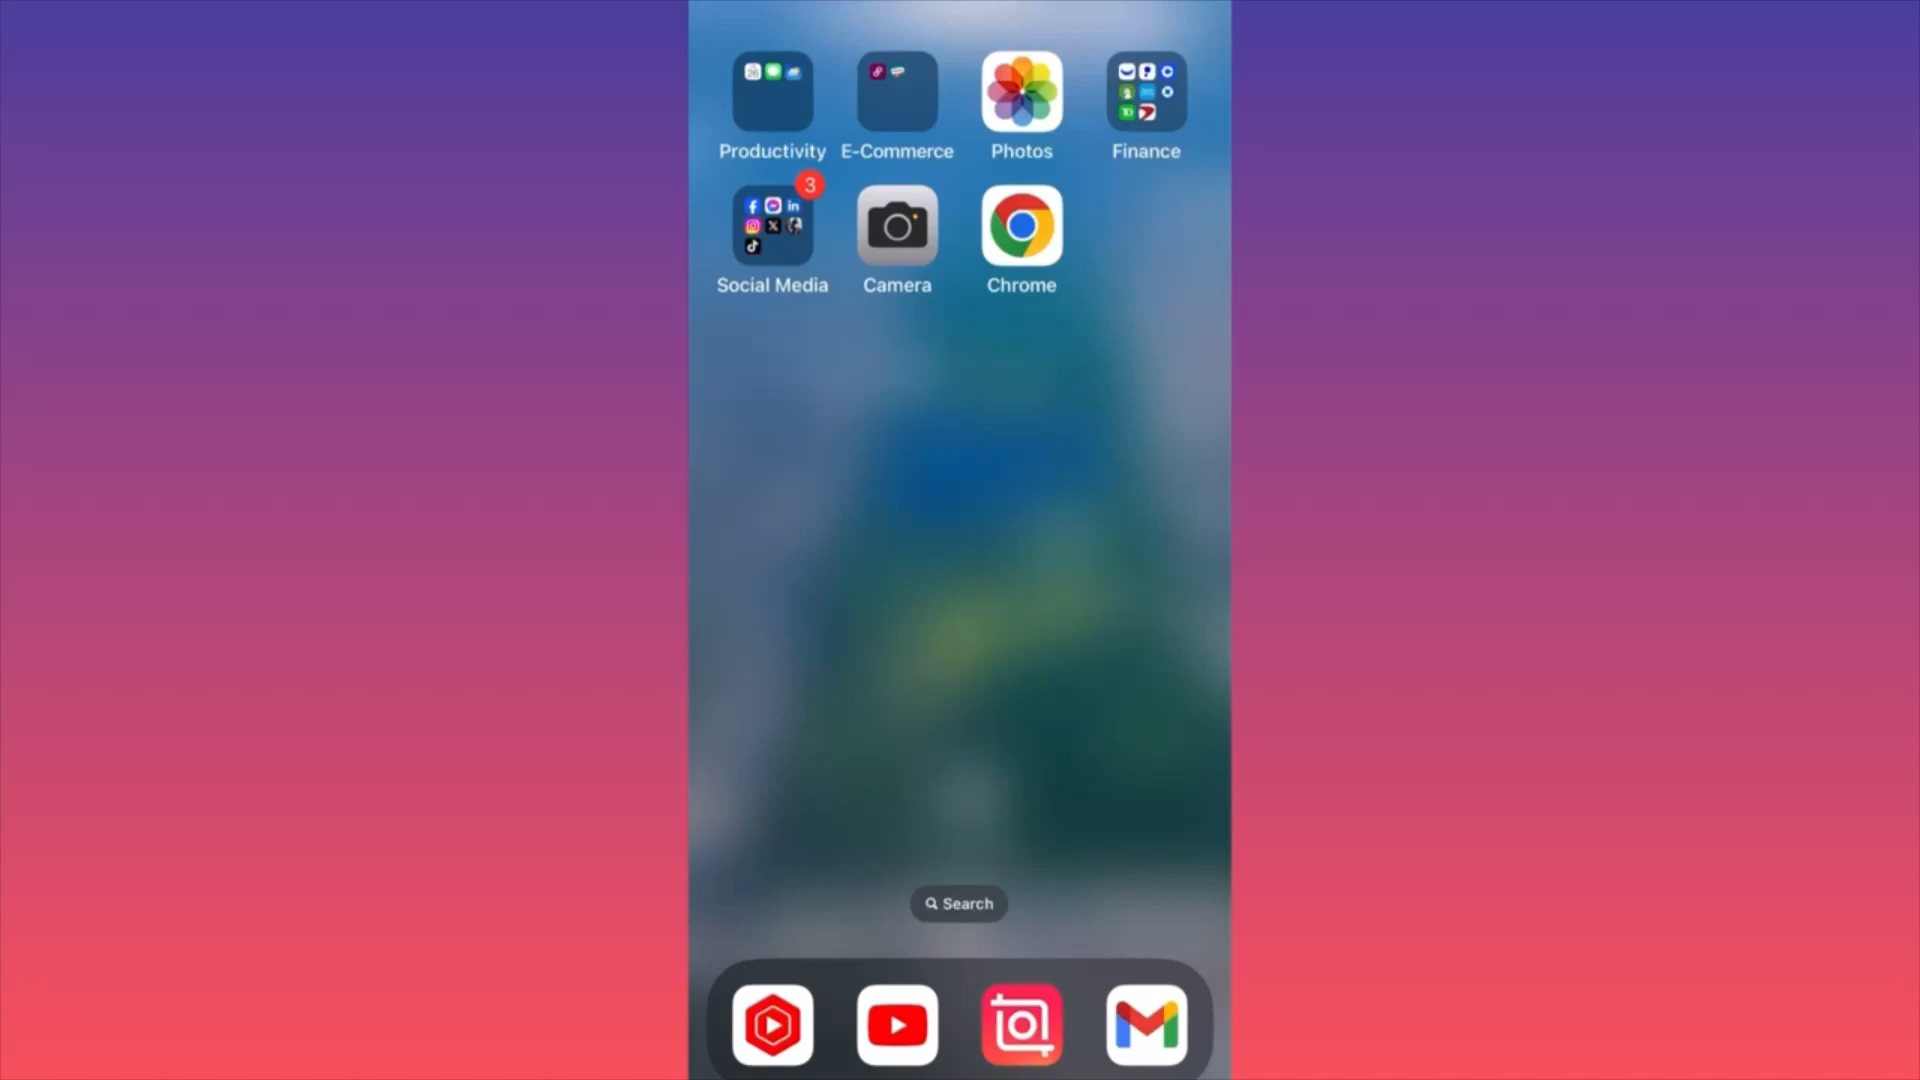 Productivity
E-Commerce
Photos
Finance
3
Social Media
Camera
Chrome
Search